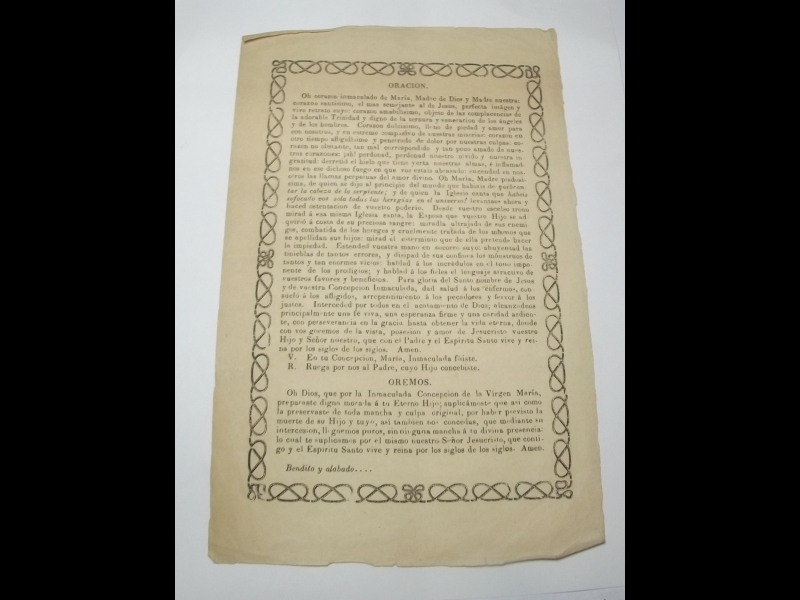 ORACION.
Oh corazon inmaculado de María, Madre de Dios y Madre nuestra:
corazon santísimo, el mas semejante al de Jesus, perfecta imágen y
vivo retrato suyo: corazon amabilísimo, objeto de las complacencias de
la adorable Trinidad y digno de la ternura y veneracion de los ángeles
y de los hombres. Corazon dulcísimo, lleno de piedad y amor para
con nosotros, y en estremo compasivo de nuestras miserias: corazon en
otro tiempo afligidísimo y penetrado de dolor por nuestras culpas: co-
razon no obstante, tan mal correspondido y tan poco amado de nues-
tros corazones: ¡ah! perdonad, perdonad nuestro olvido y nuestra in-
gratitud: derretid el hielo que tiene yerta nuestras almas, é inflamad-
nos en ese dichoso fuego en que vos estais abrasado: encended en nos-
otros las llamas perpetuas del amor divino. Oh María, Madre piadosí-
sima, de quien se dijo al principio del mundo que habiais de quebran-
tar la cabeza de la serpiente; y de quien la Iglesia canta que habeis
sofocado vos sola todas las heregías en el universo! levantaos ahora y
haced ostentacion de vuestro poderío. Desde vuestro escelso trono
mirad á esa misma Iglesia santa, la Esposa que vuestro Hijo se ad-
quirió á costa de su preciosa sangre: miradla ultrajada de sus enemi-
gos, combatida de los hereges y cruelmente tratada de los mismos que
se apellidan sus hijos: mirad el esterminio que de ella pretende hacer
la impiedad. Estended vuestra mano en socorro suyo: ahuyentad las
tinieblas de tantos errores, y disipad de sus confines los monstruos de
tantos y tan enormes vicios: hablad á los incrédulos en el tono impo-
nente de los prodigios; y hablad á los fieles el lenguaje atractivo de
vuestros favores y beneficios. Para gloria del Santo nombre de Jesus
y de vuestra Concepcion Inmaculada, dad salud á los enfermos, con-
suelo á los afligidos, arrepentimiento á los pecadores y fervor á los
justos. Interceded por todos en el acatamiento de Dios; alcanzádnos
principalmente una fé viva, una esperanza firme y una caridad ardien-
te, con perseverancia en la gracia hasta obtener la vida eterna, donde
con vos gocemos de la vista, posesion y amor de Jesucristo vuestro
Hijo y Señor nuestro, que con el Padre y el Espíritu Santo vive y rei-
na por los siglos de los siglos. Amen.
V. En tu Concepcion, María, Inmaculada fuiste.
R. Ruega por nos al Padre, cuyo Hijo concebiste.
OREMOS.
Oh Dios, que por la Inmaculada Concepcion de la Virgen María,
preparaste digna morada á tu Eterno Hijo; suplicámoste que así como
la preservaste de toda mancha y culpa original, por haber previsto la
muerte de su Hijo y tuyo, así tambien nos concedas, que mediante su
intercesion, lleguemos puros, sin ninguna mancha á tu divina presencia:
lo cual te suplicamos por el mismo nuestro Señor Jesucristo, que conti-
go y el Espíritu Santo vive y reina por los siglos de los siglos. Amen.
Bendito y alabado....